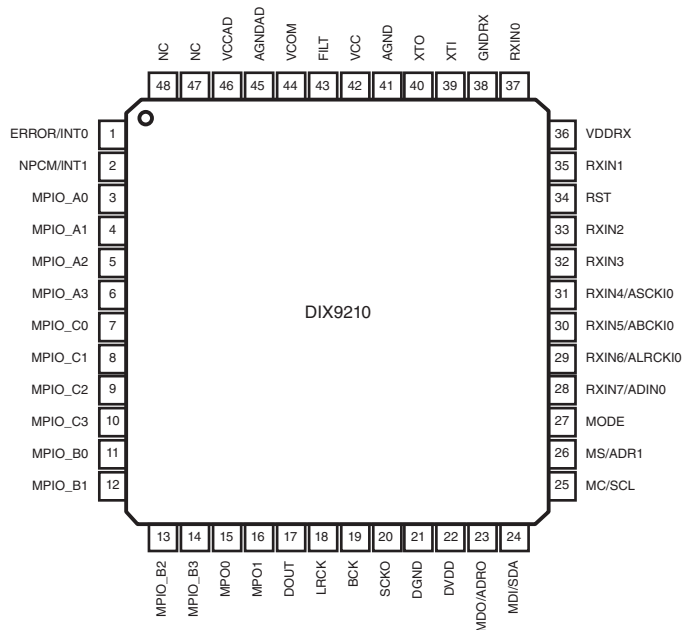 NC NC VCCAD AGNDAD VCOM FILT VCC AGND XTO XTI GNDRX RXIN0
48 47 46 45 44 43 42 41 40 39 38 37
ERROR/INT0 1 36 VDDRX
NPCM/INT1 2 35 RXIN1
MPIO_A0 3 34 RST
MPIO_A1 4 33 RXIN2
MPIO_A2 5 32 RXIN3
MPIO_A3 6 31 RXIN4/ASCKI0
MPIO_C0 7 30 RXIN5/ABCKI0
MPIO_C1 8 29 RXIN6/ALRCKI0
MPIO_C2 9 28 RXIN7/ADIN0
MPIO_C3 10 27 MODE
MPIO_B0 11 26 MS/ADR1
MPIO_B1 12 25 MC/SCL
DIX9210
13 14 15 16 17 18 19 20 21 22 23 24
MPIO_B2 MPIO_B3 MPO0 MPO1 DOUT LRCK BCK SCKO DGND DVDD MDO/ADRO MDI/SDA